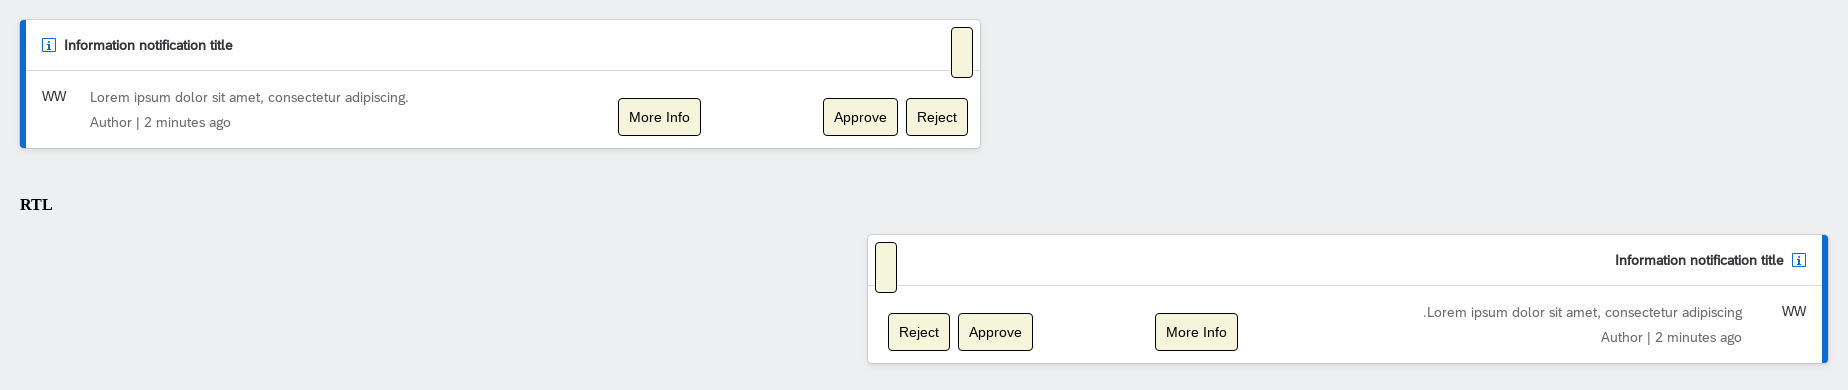 Information notification title
WW
Lorem ipsum dolor sit amet, consectetur adipiscing.
Author | 2 minutes ago
More Info
Approve
Reject
RTL
Information notification title
WW
.Lorem ipsum dolor sit amet, consectetur adipiscing
Author | 2 minutes ago
More Info
Approve
Reject